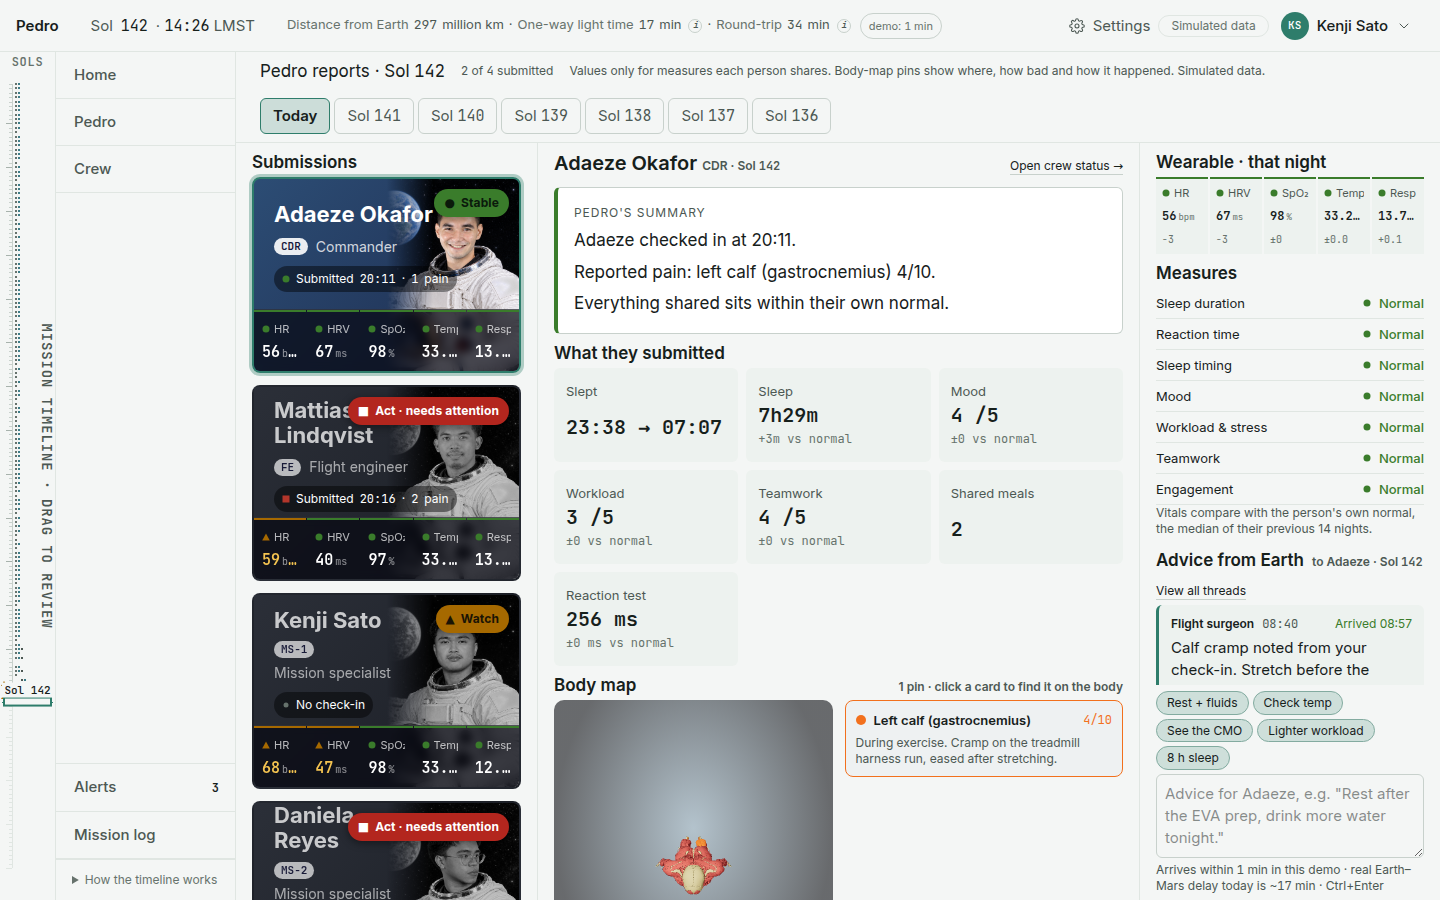 Pedro
Sol 142 · 14:26 LMST
Distance from Earth 297 million km · One-way light time 17 min i · Round-trip 34 min i
demo: 1 min
Settings
Simulated data
KS
Kenji Sato
SOLS
MISSION TIMELINE · DRAG TO REVIEW
Sol 142
Home
Pedro
Crew
Alerts 3
Mission log
How the timeline works
Pedro reports · Sol 142
2 of 4 submitted
Values only for measures each person shares. Body-map pins show where, how bad and how it happened. Simulated data.
Today
Sol 141
Sol 140
Sol 139
Sol 138
Sol 137
Sol 136
Submissions
Adaeze Okafor
Stable
CDR Commander
Submitted 20:11 · 1 pain
HR HRV SpO₂ Temp Resp
56 b… 67 ms 98 % 33.… 13.…
Mattias
Lindqvist
Act · needs attention
FE Flight engineer
Submitted 20:16 · 2 pain
HR HRV SpO₂ Temp Resp
59 b… 40 ms 97 % 33.… 13.…
Kenji Sato
Watch
MS-1
Mission specialist
No check-in
HR HRV SpO₂ Temp Resp
68 b… 47 ms 98 % 33.… 12.…
Daniela
Reyes
Act · needs attention
MS-2
Mission specialist
Adaeze Okafor CDR · Sol 142
Open crew status →
PEDRO'S SUMMARY
Adaeze checked in at 20:11.
Reported pain: left calf (gastrocnemius) 4/10.
Everything shared sits within their own normal.
What they submitted
Slept
23:38 → 07:07
Sleep
7h29m
+3m vs normal
Mood
4 /5
±0 vs normal
Workload
3 /5
±0 vs normal
Teamwork
4 /5
±0 vs normal
Shared meals
2
Reaction test
256 ms
±0 ms vs normal
Body map
1 pin · click a card to find it on the body
Left calf (gastrocnemius) 4/10
During exercise. Cramp on the treadmill
harness run, eased after stretching.
Wearable · that night
HR HRV SpO₂ Temp Resp
56 bpm 67 ms 98 % 33.2… 13.7…
-3 -3 ±0 ±0.0 +0.1
Measures
Sleep duration Normal
Reaction time Normal
Sleep timing Normal
Mood Normal
Workload & stress Normal
Teamwork Normal
Engagement Normal
Vitals compare with the person's own normal,
the median of their previous 14 nights.
Advice from Earth to Adaeze · Sol 142
View all threads
Flight surgeon 08:40 Arrived 08:57
Calf cramp noted from your
check-in. Stretch before the
Rest + fluids
Check temp
See the CMO
Lighter workload
8 h sleep
Advice for Adaeze, e.g. "Rest after
the EVA prep, drink more water
tonight."
Arrives within 1 min in this demo · real Earth–
Mars delay today is ~17 min · Ctrl+Enter